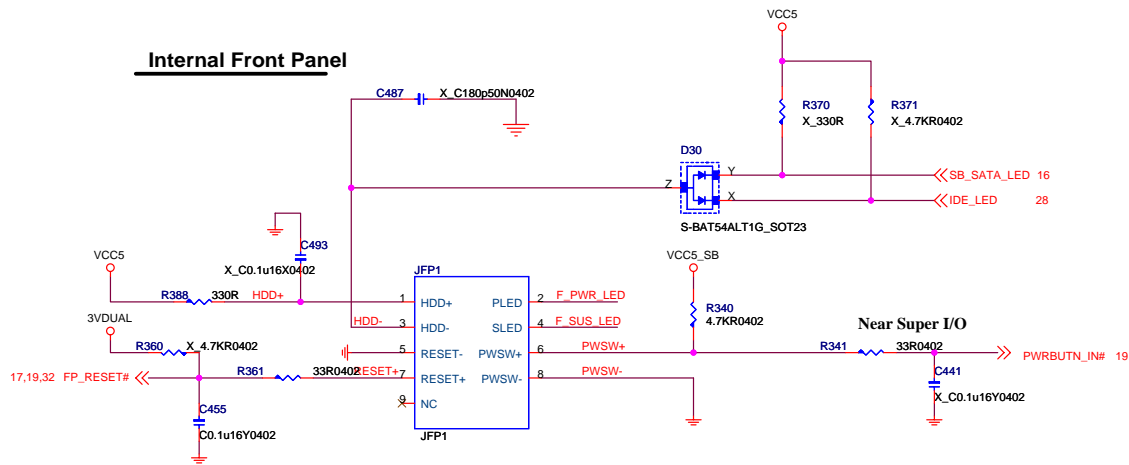 VCC5
Internal Front Panel
C487
X_C180p50N0402
R370
X_330R
R371
X_4.7KR0402
D30
Y
SB_SATA_LED 16
Z
X
IDE_LED 28
S-BAT54ALT1G_SOT23
C493
X_C0.1u16X0402
VCC5
VCC5_SB
JFP1
R388
330R
HDD+
1
HDD+
PLED
2
F_PWR_LED
R340
4.7KR0402
3VDUAL
HDD-
3
HDD-
SLED
4
F_SUS_LED
Near Super I/O
R360
X_4.7KR0402
5
RESET-
PWSW+
6
PWSW+
R341
33R0402
PWRBUTN_IN# 19
17,19,32 FP_RESET#
R361
33R0402
RESET+
7
RESET+
PWSW-
8
PWSW-
C441
X_C0.1u16Y0402
C455
C0.1u16Y0402
9
NC
JFP1